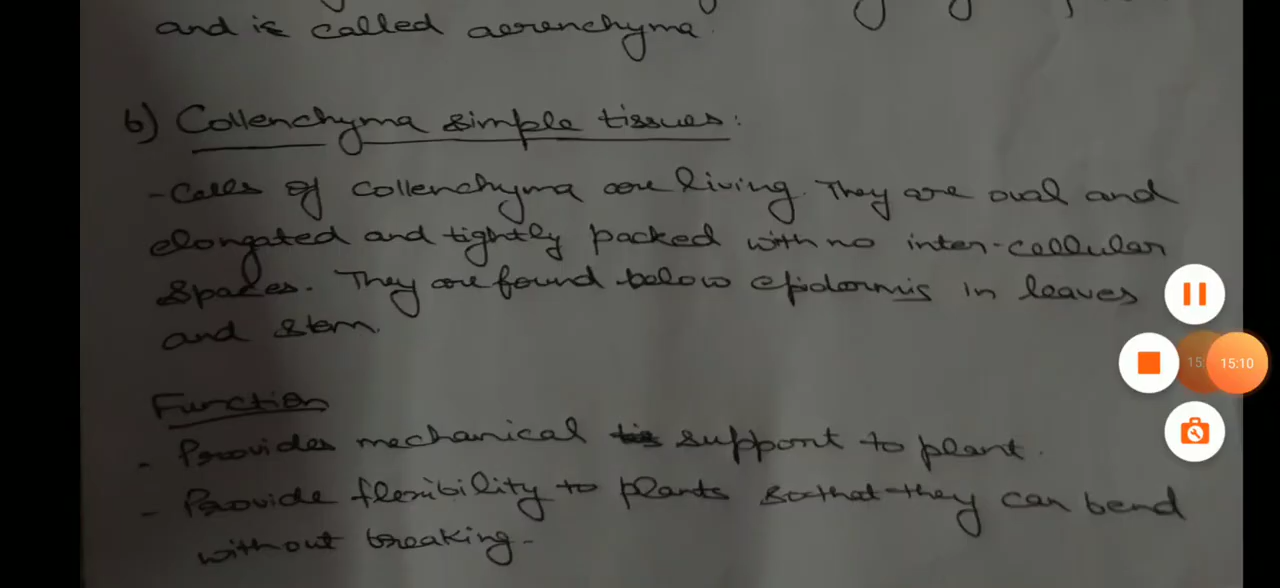 and is called aerenchyma.
b) Collenchyma simple tissues:
- Cells of collenchyma are living. They are oval and
elongated and tightly packed with no inter-cellular
spaces. They are found below epidermis in leaves
and stem.
Function
- Provides mechanical support to plant.
- Provide flexibility to plants so that they can bend
without breaking.
15:10